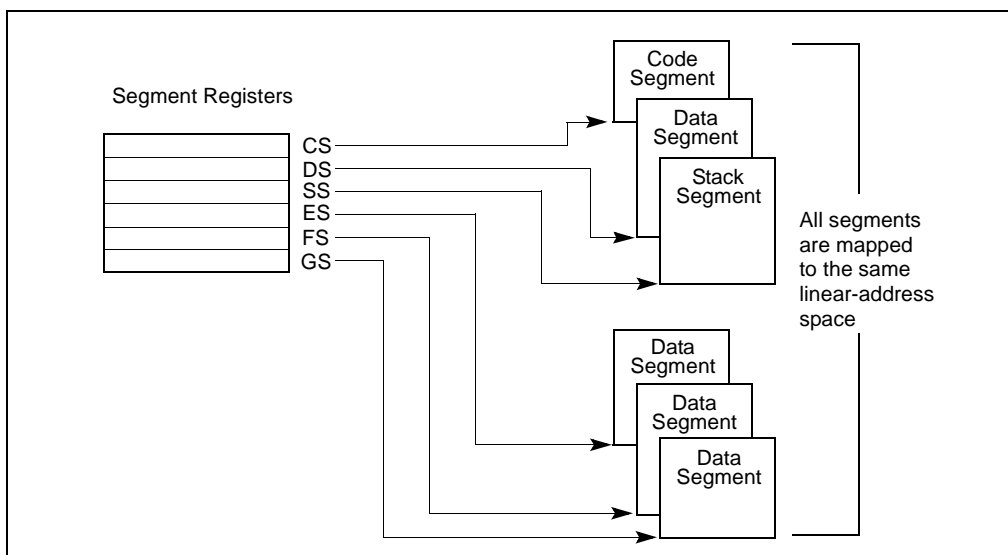 Segment Registers
CS
DS
SS
ES
FS
GS
Code
Segment
Data
Segment
Stack
Segment
Data
Segment
Data
Segment
Data
Segment
All segments
are mapped
to the same
linear-address
space